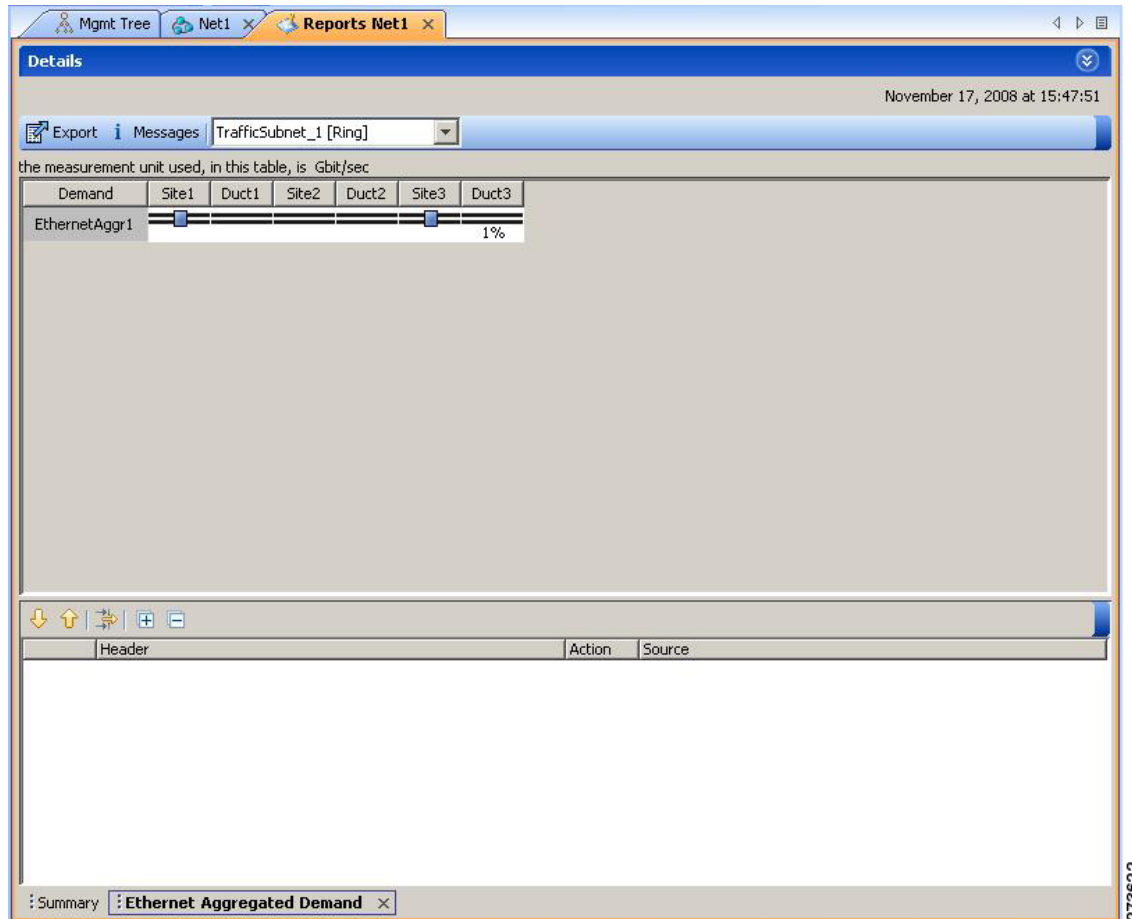 Mgmt Tree Net1 Reports Net1
Details
November 17, 2008 at 15:47:51
Export Messages TrafficSubnet_1 [Ring]
the measurement unit used, in this table, is Gbit/sec
Demand Site1 Duct1 Site2 Duct2 Site3 Duct3
EthernetAggr1
1%
Header Action Source
Summary Ethernet Aggregated Demand